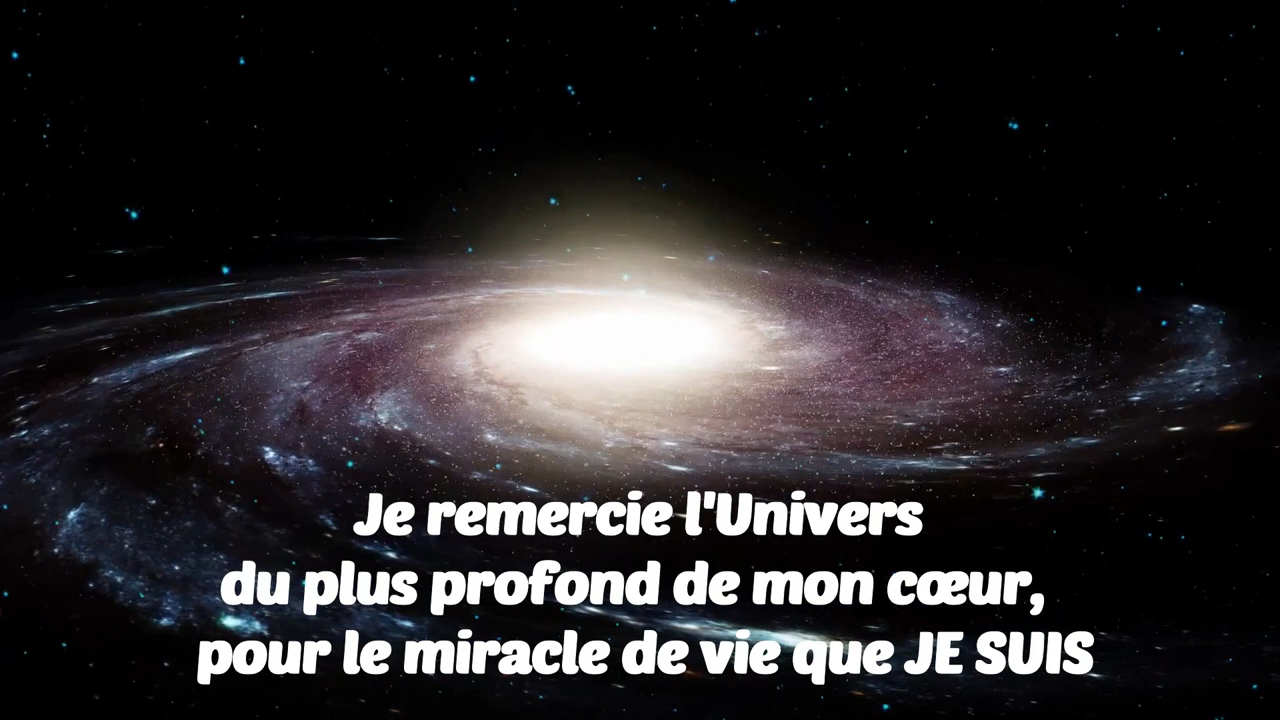 Je remercie l'Univers
du plus profond de mon cœur,
pour le miracle de vie que JE SUIS